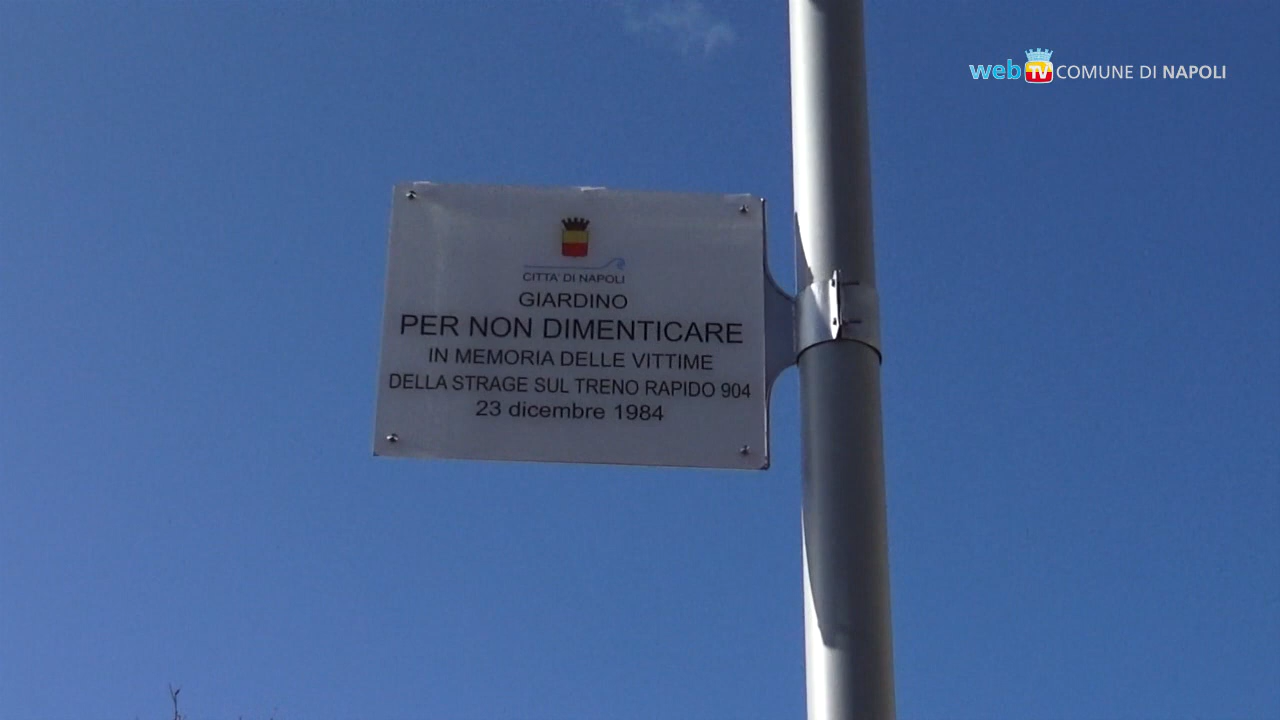 web TV COMUNE DI NAPOLI
CITTA' DI NAPOLI
GIARDINO
PER NON DIMENTICARE
IN MEMORIA DELLE VITTIME
DELLA STRAGE SUL TRENO RAPIDO 904
23 dicembre 1984